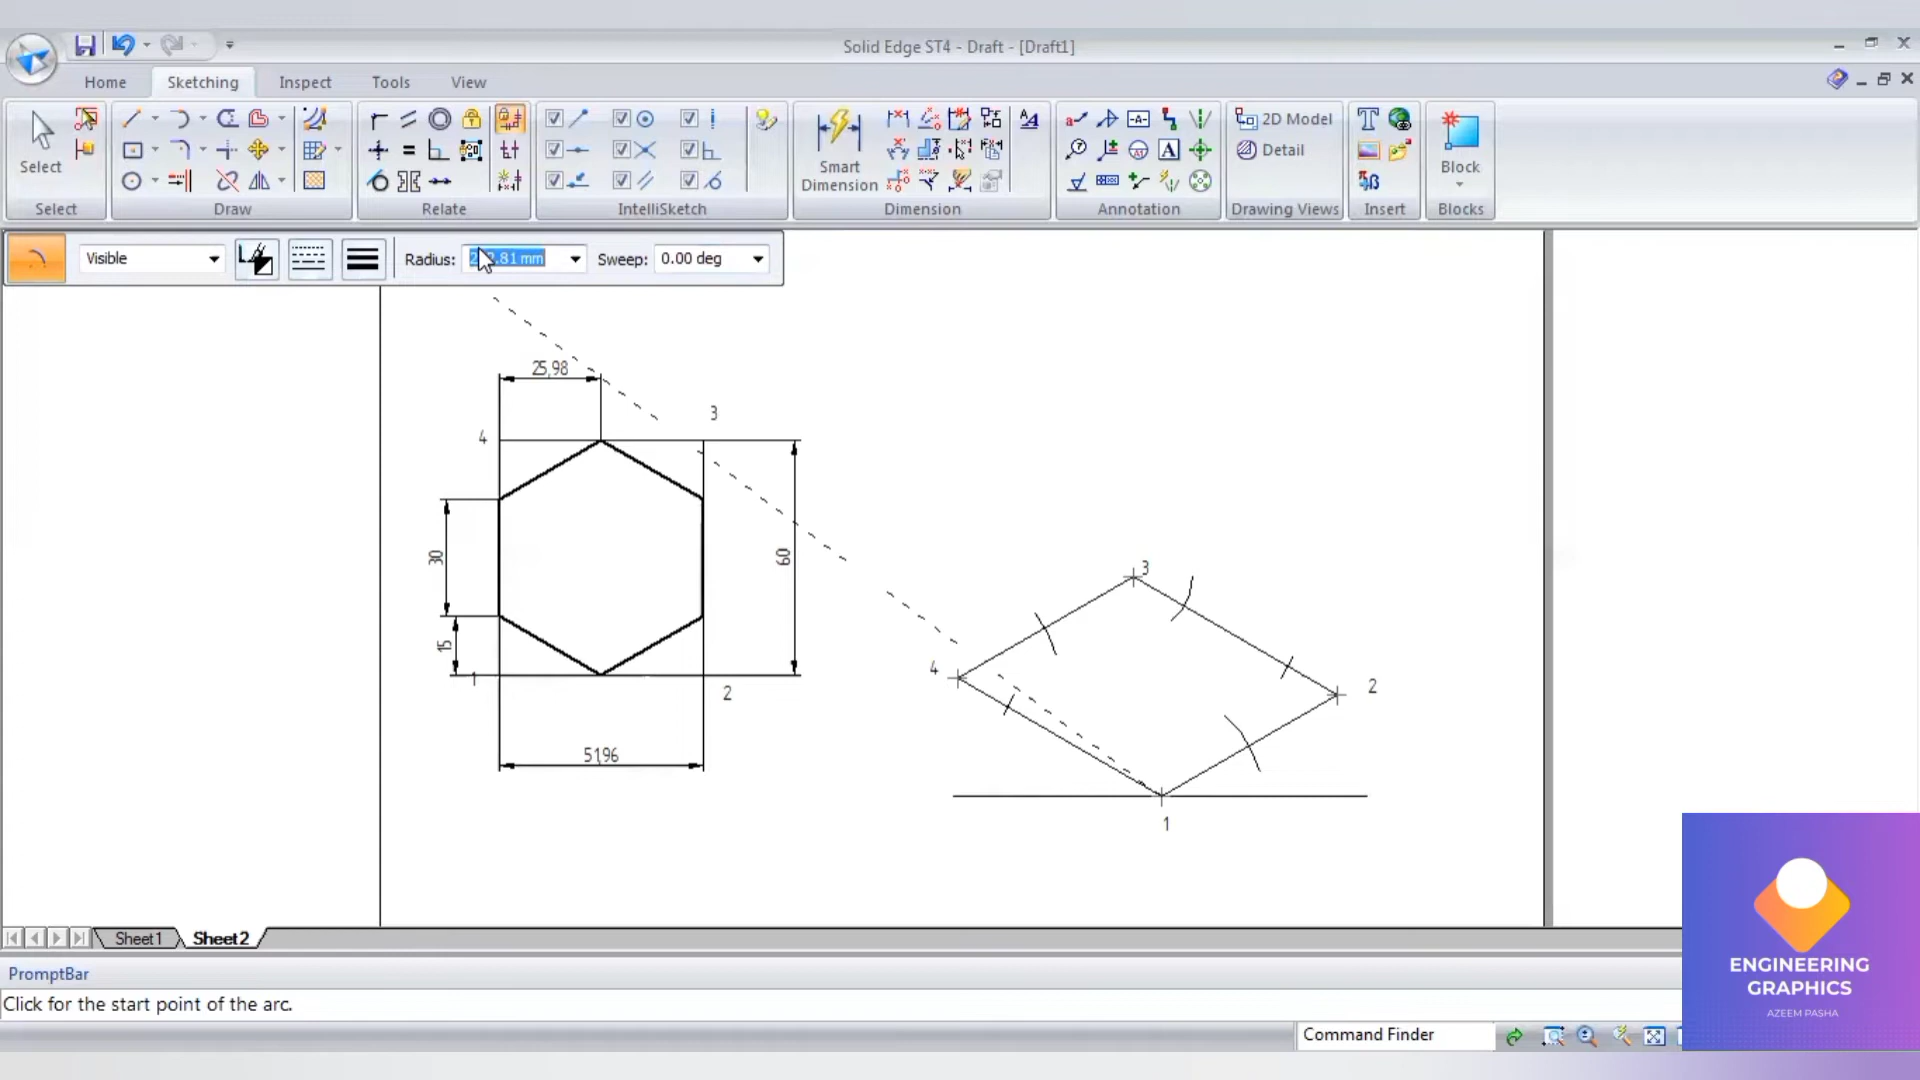 Solid Edge ST4 - Draft - [Draft1]
Home Sketching Inspect Tools View
2D Model
Detail
Select
Smart
Dimension
Block
Select Draw Relate IntelliSketch Dimension Annotation Drawing Views Insert Blocks
Visible Radius: .81 mm Sweep: 0.00 deg
25,98
3
4
30
60
15
1
2
51,96
3
4
2
1
Sheet1 Sheet2
PromptBar
Click for the start point of the arc.
Command Finder
ENGINEERING
GRAPHICS
AZEEM PASHA